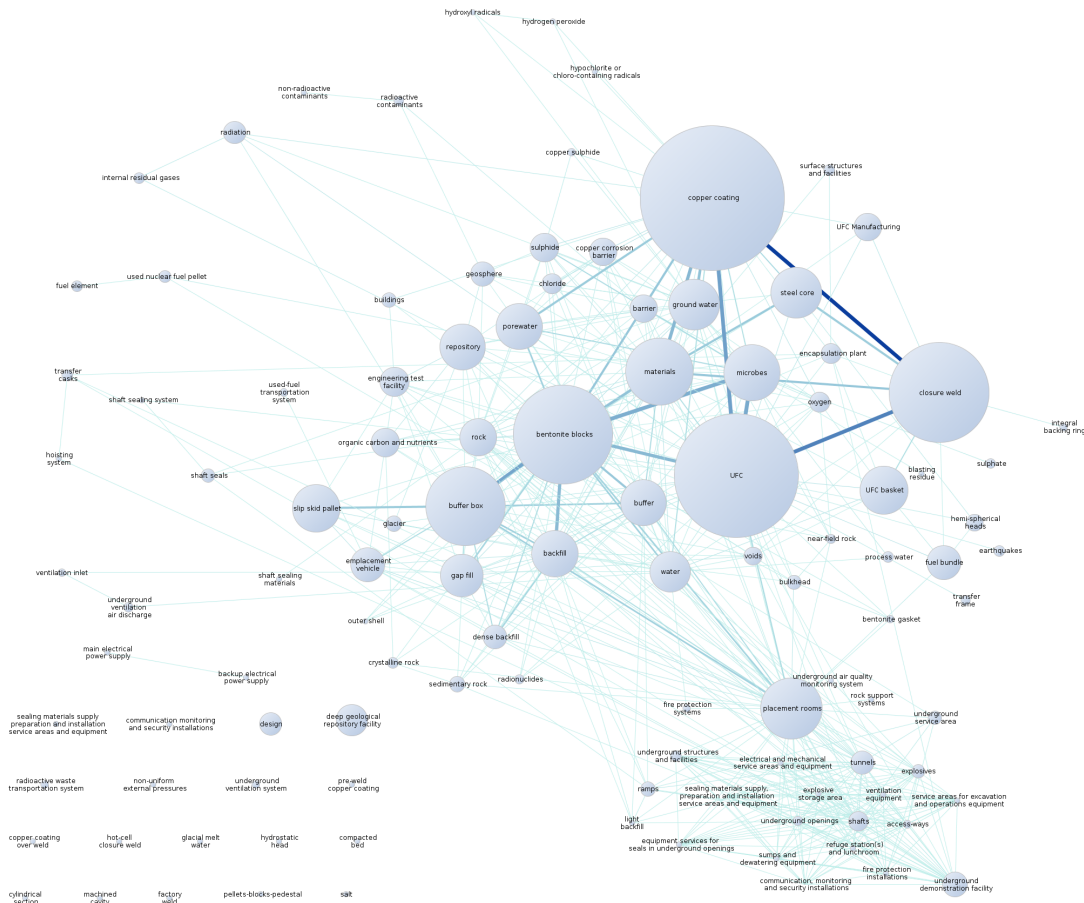 hydroxyl radicals
hydrogen peroxide
hypochlorite or
chloro-containing radicals
non-radioactive
contaminants
radioactive
contaminants
radiation
copper sulphide
surface structures
and facilities
internal residual gases
copper coating
UFC Manufacturing
sulphide
copper corrosion
barrier
geosphere
used nuclear fuel pellet
fuel element
chloride
steel core
buildings
barrier
ground water
porewater
repository
encapsulation plant
transfer
casks
engineering test
facility
materials
microbes
used-fuel
transportation
system
closure weld
shaft sealing system
oxygen
integral
backing ring
bentonite blocks
rock
organic carbon and nutrients
hoisting
system
sulphate
shaft seals
UFC
blasting
residue
UFC basket
slip skid pallet
buffer box
buffer
glacier
hemi-spherical
heads
near-field rock
earthquakes
backfill
voids
process water
emplacement
vehicle
fuel bundle
ventilation inlet
shaft sealing
materials
gap fill
water
bulkhead
transfer
frame
underground
ventilation
air discharge
outer shell
bentonite gasket
dense backfill
main electrical
power supply
crystalline rock
backup electrical
power supply
sedimentary rock
radionuclides
underground air quality
monitoring system
rock support
systems
fire protection
systems
placement rooms
underground
service area
sealing materials supply
preparation and installation
service areas and equipment
communication monitoring
and security installations
design
deep geological
repository facility
underground structures
and facilities
electrical and mechanical
service areas and equipment
tunnels
explosives
radioactive waste
transportation system
non-uniform
external pressures
underground
ventilation system
pre-weld
copper coating
ramps
sealing materials supply,
preparation and installation
service areas and equipment
explosive
storage area
ventilation
equipment
service areas for excavation
and operations equipment
light
backfill
underground openings
shafts
access-ways
copper coating
over weld
hot-cell
closure weld
glacial melt
water
hydrostatic
head
compacted
bed
equipment services for
seals in underground openings
refuge station(s)
and lunchroom
sumps and
dewatering equipment
fire protection
installations
communication, monitoring
and security installations
underground
demonstration facility
cylindrical
section
machined
cavity
factory
weld
pellets-blocks-pedestal
salt